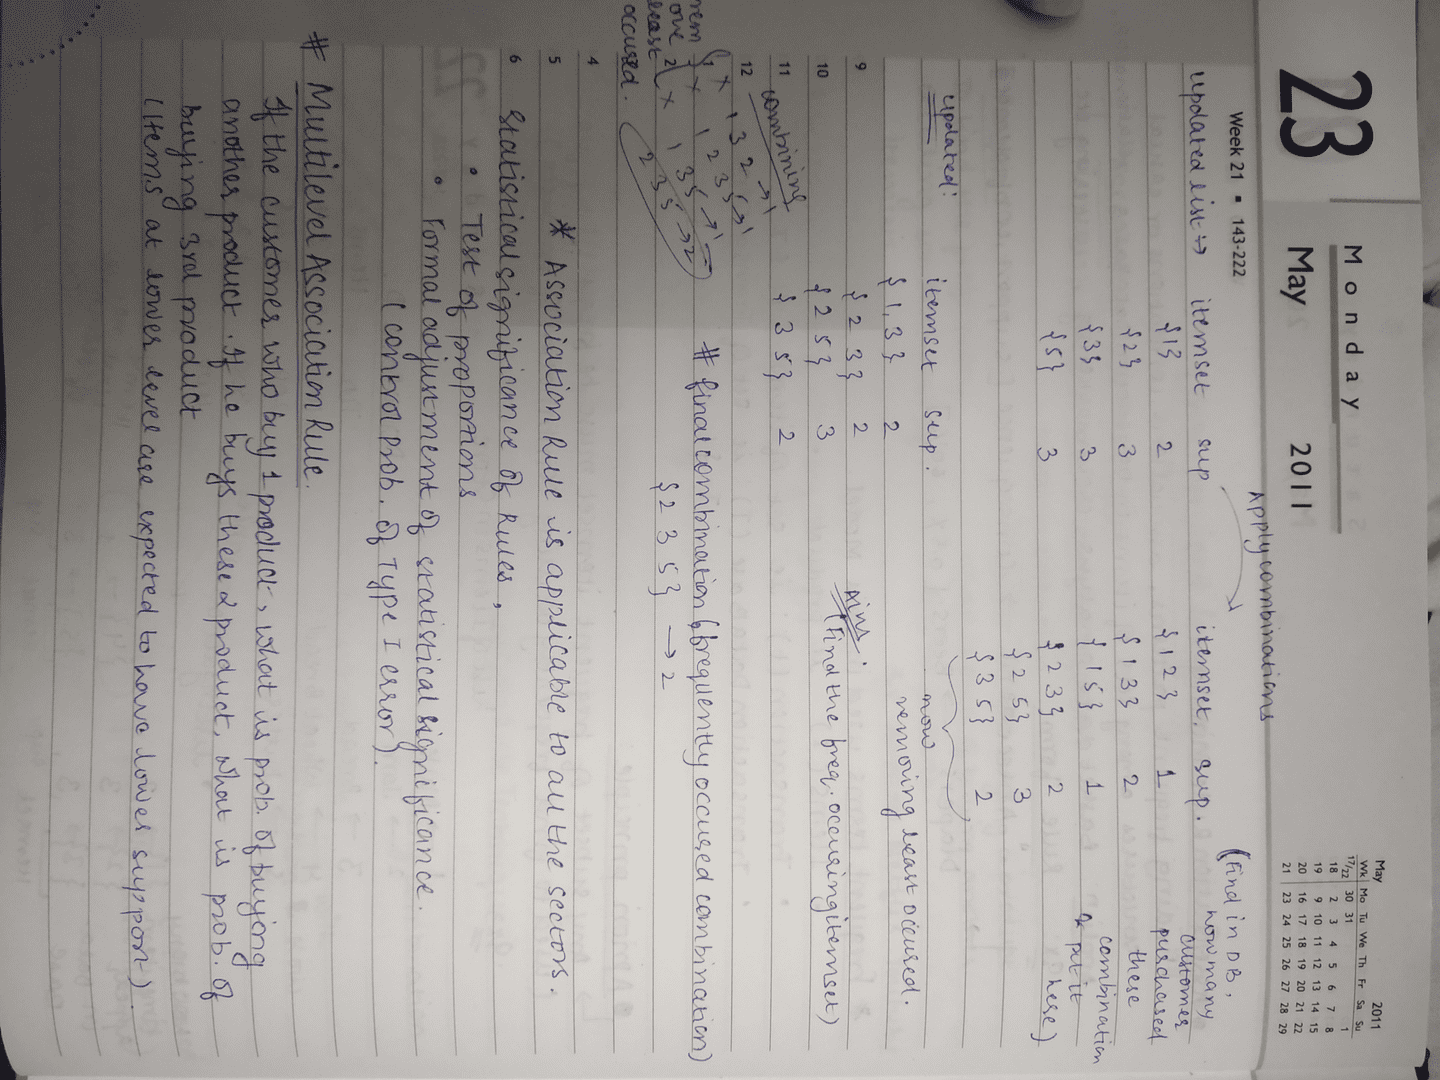 23
Monday
May 2011
Week 21 • 143-222
May 2011
Wk Mo Tu We Th Fr Sa Su
17/22 30 31 1
18 2 3 4 5 6 7 8
19 9 10 11 12 13 14 15
20 16 17 18 19 20 21 22
21 23 24 25 26 27 28 29
Apply combinations
updated list → itemset sup
{1} 2
{2} 3
{3} 3
{5} 3
itemset. sup.
{1 2} 1
{1 3} 2
{1 5} 1
{2 3} 2
{2 5} 3
{3 5} 2
(Find in DB,
how many
customer
purchased
these
combination
& put it
here)
now
removing least occured.
updated: itemset sup.
{1,3} 2
{2 3} 2
{2 5} 3
{3 5} 2
Aim:
(Find the freq. occuring itemset)
9
10
11
12
4
5
6
combining
1 3 2 → 1
1 2 3 5 → 1
1 3 5 → 1
2 3 5 → 2
rem
ove
least
occured.
# final combination (frequently occured combination)
{2 3 5} → 2
* Association Rule is applicable to all the sectors.
Statistical significance of Rules,
• Test of proportions
• Formal adjustment of statistical significance.
(control prob. of Type I error).
# Multilevel Association Rule.
If the customer who buy 1 product, what is prob. of buying
another product. If he buys these 2 product, what is prob. of
buying 3rd product
(Items at lower level are expected to have lower support).